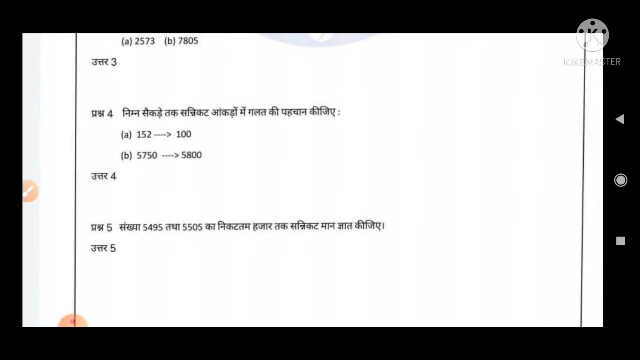 (a) 2573 (b) 7805
KINEMASTER
उत्तर 3
प्रश्न 4 निम्न सैकड़े तक सन्निकट आंकड़ों में गलत की पहचान कीजिए :
(a) 152 ----> 100
(b) 5750 ----> 5800
उत्तर 4
प्रश्न 5 संख्या 5495 तथा 5505 का निकटतम हजार तक सन्निकट मान ज्ञात कीजिए।
उत्तर 5